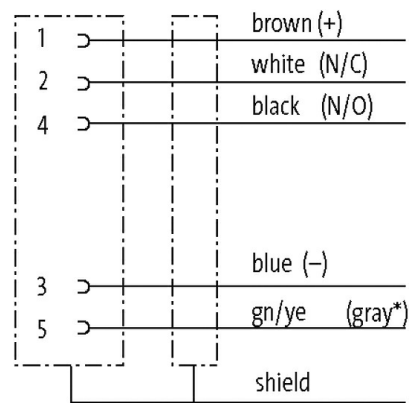 1 brown (+)
2 white (N/C)
4 black (N/O)
3 blue (–)
5 gn/ye (gray*)
shield